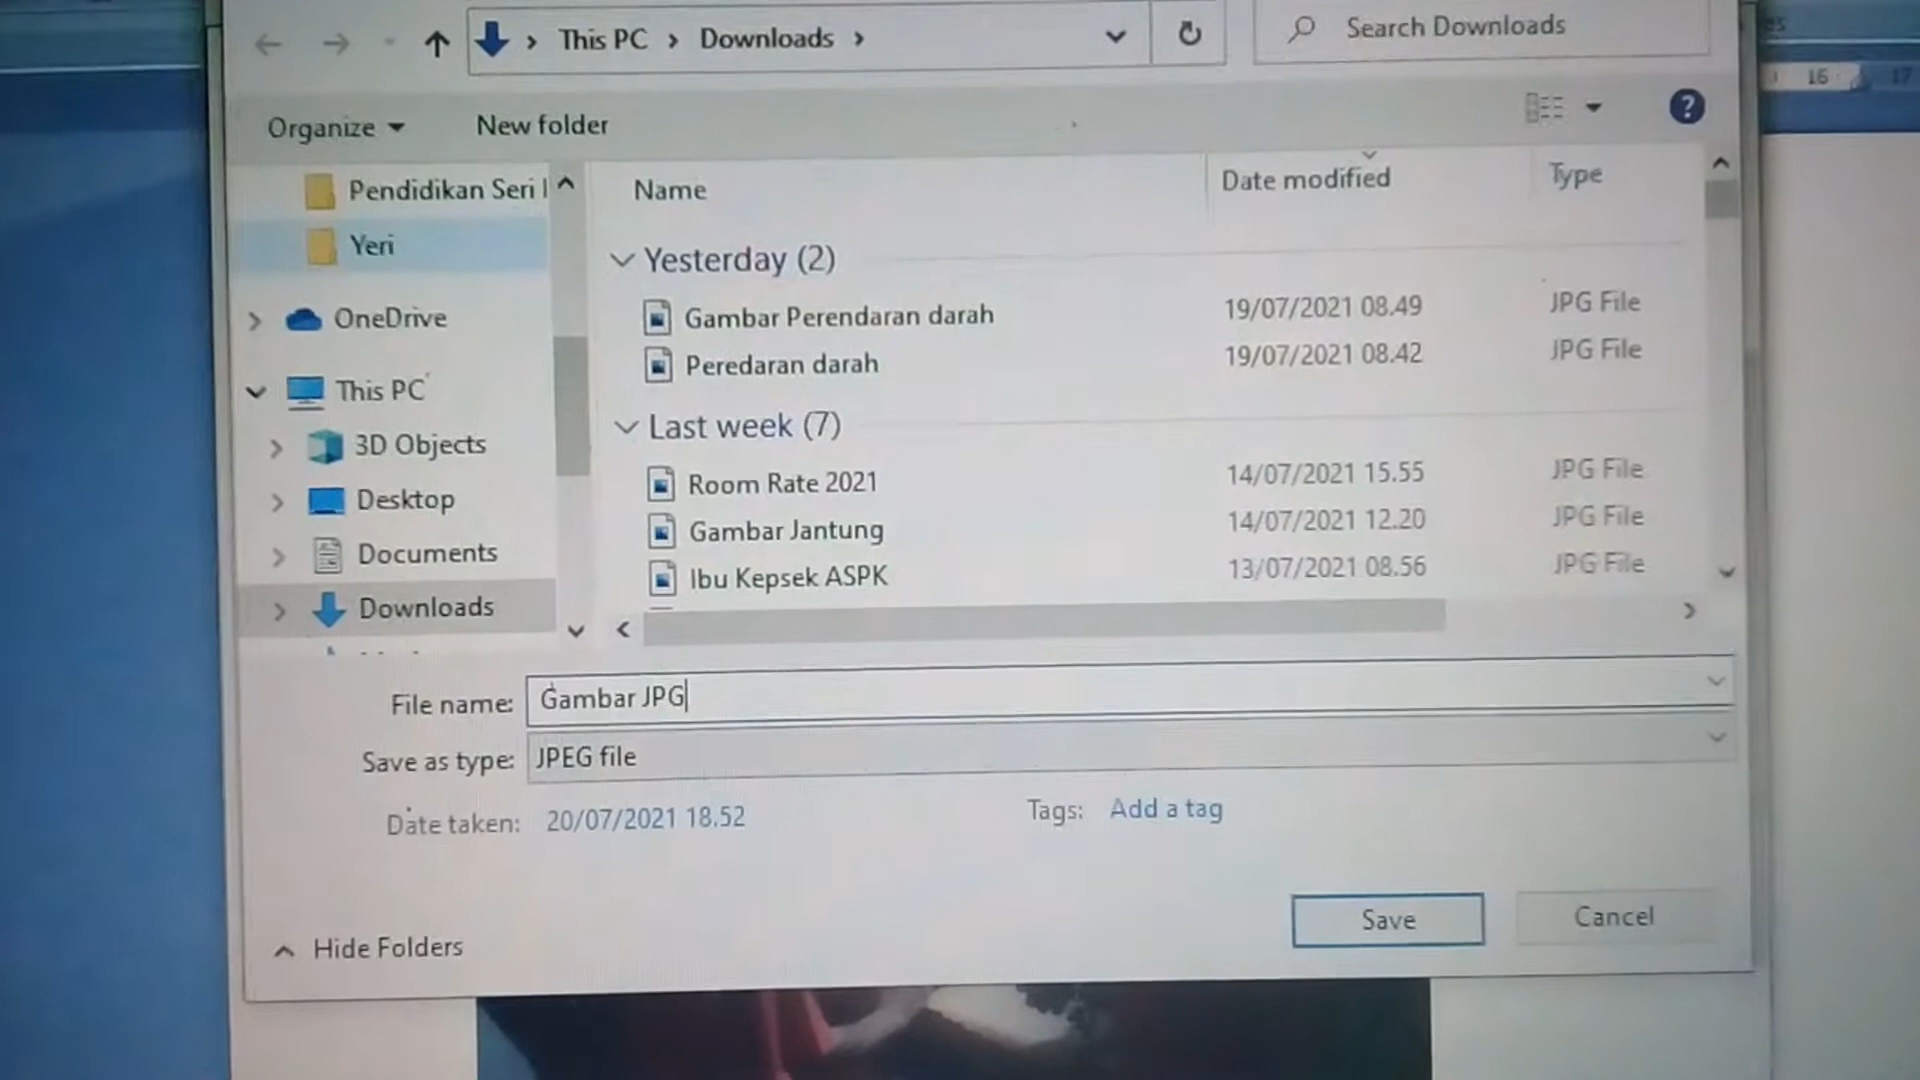 This PC > Downloads >
Search Downloads
16 17
Organize
New folder
Pendidikan Seri
Name
Date modified
Type
Yeri
Yesterday (2)
Gambar Perendaran darah 19/07/2021 08.49 JPG File
OneDrive
Peredaran darah 19/07/2021 08.42 JPG File
This PC
Last week (7)
3D Objects
Room Rate 2021 14/07/2021 15.55 JPG File
Desktop
Gambar Jantung 14/07/2021 12.20 JPG File
Documents
Ibu Kepsek ASPK 13/07/2021 08.56 JPG File
Downloads
File name: Gambar JPG
Save as type: JPEG file
Date taken: 20/07/2021 18.52
Tags: Add a tag
Hide Folders
Save
Cancel